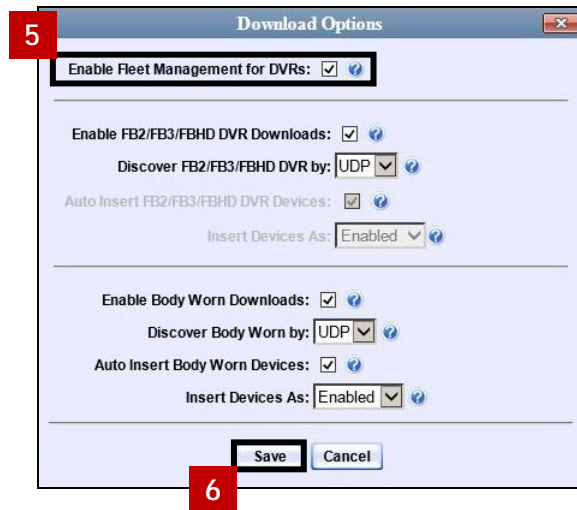 5
Download Options
Enable Fleet Management for DVRs:
Enable FB2/FB3/FBHD DVR Downloads:
Discover FB2/FB3/FBHD DVR by: UDP
Auto Insert FB2/FB3/FBHD DVR Devices:
Insert Devices As: Enabled
Enable Body Worn Downloads:
Discover Body Worn by: UDP
Auto Insert Body Worn Devices:
Insert Devices As: Enabled
Save Cancel
6